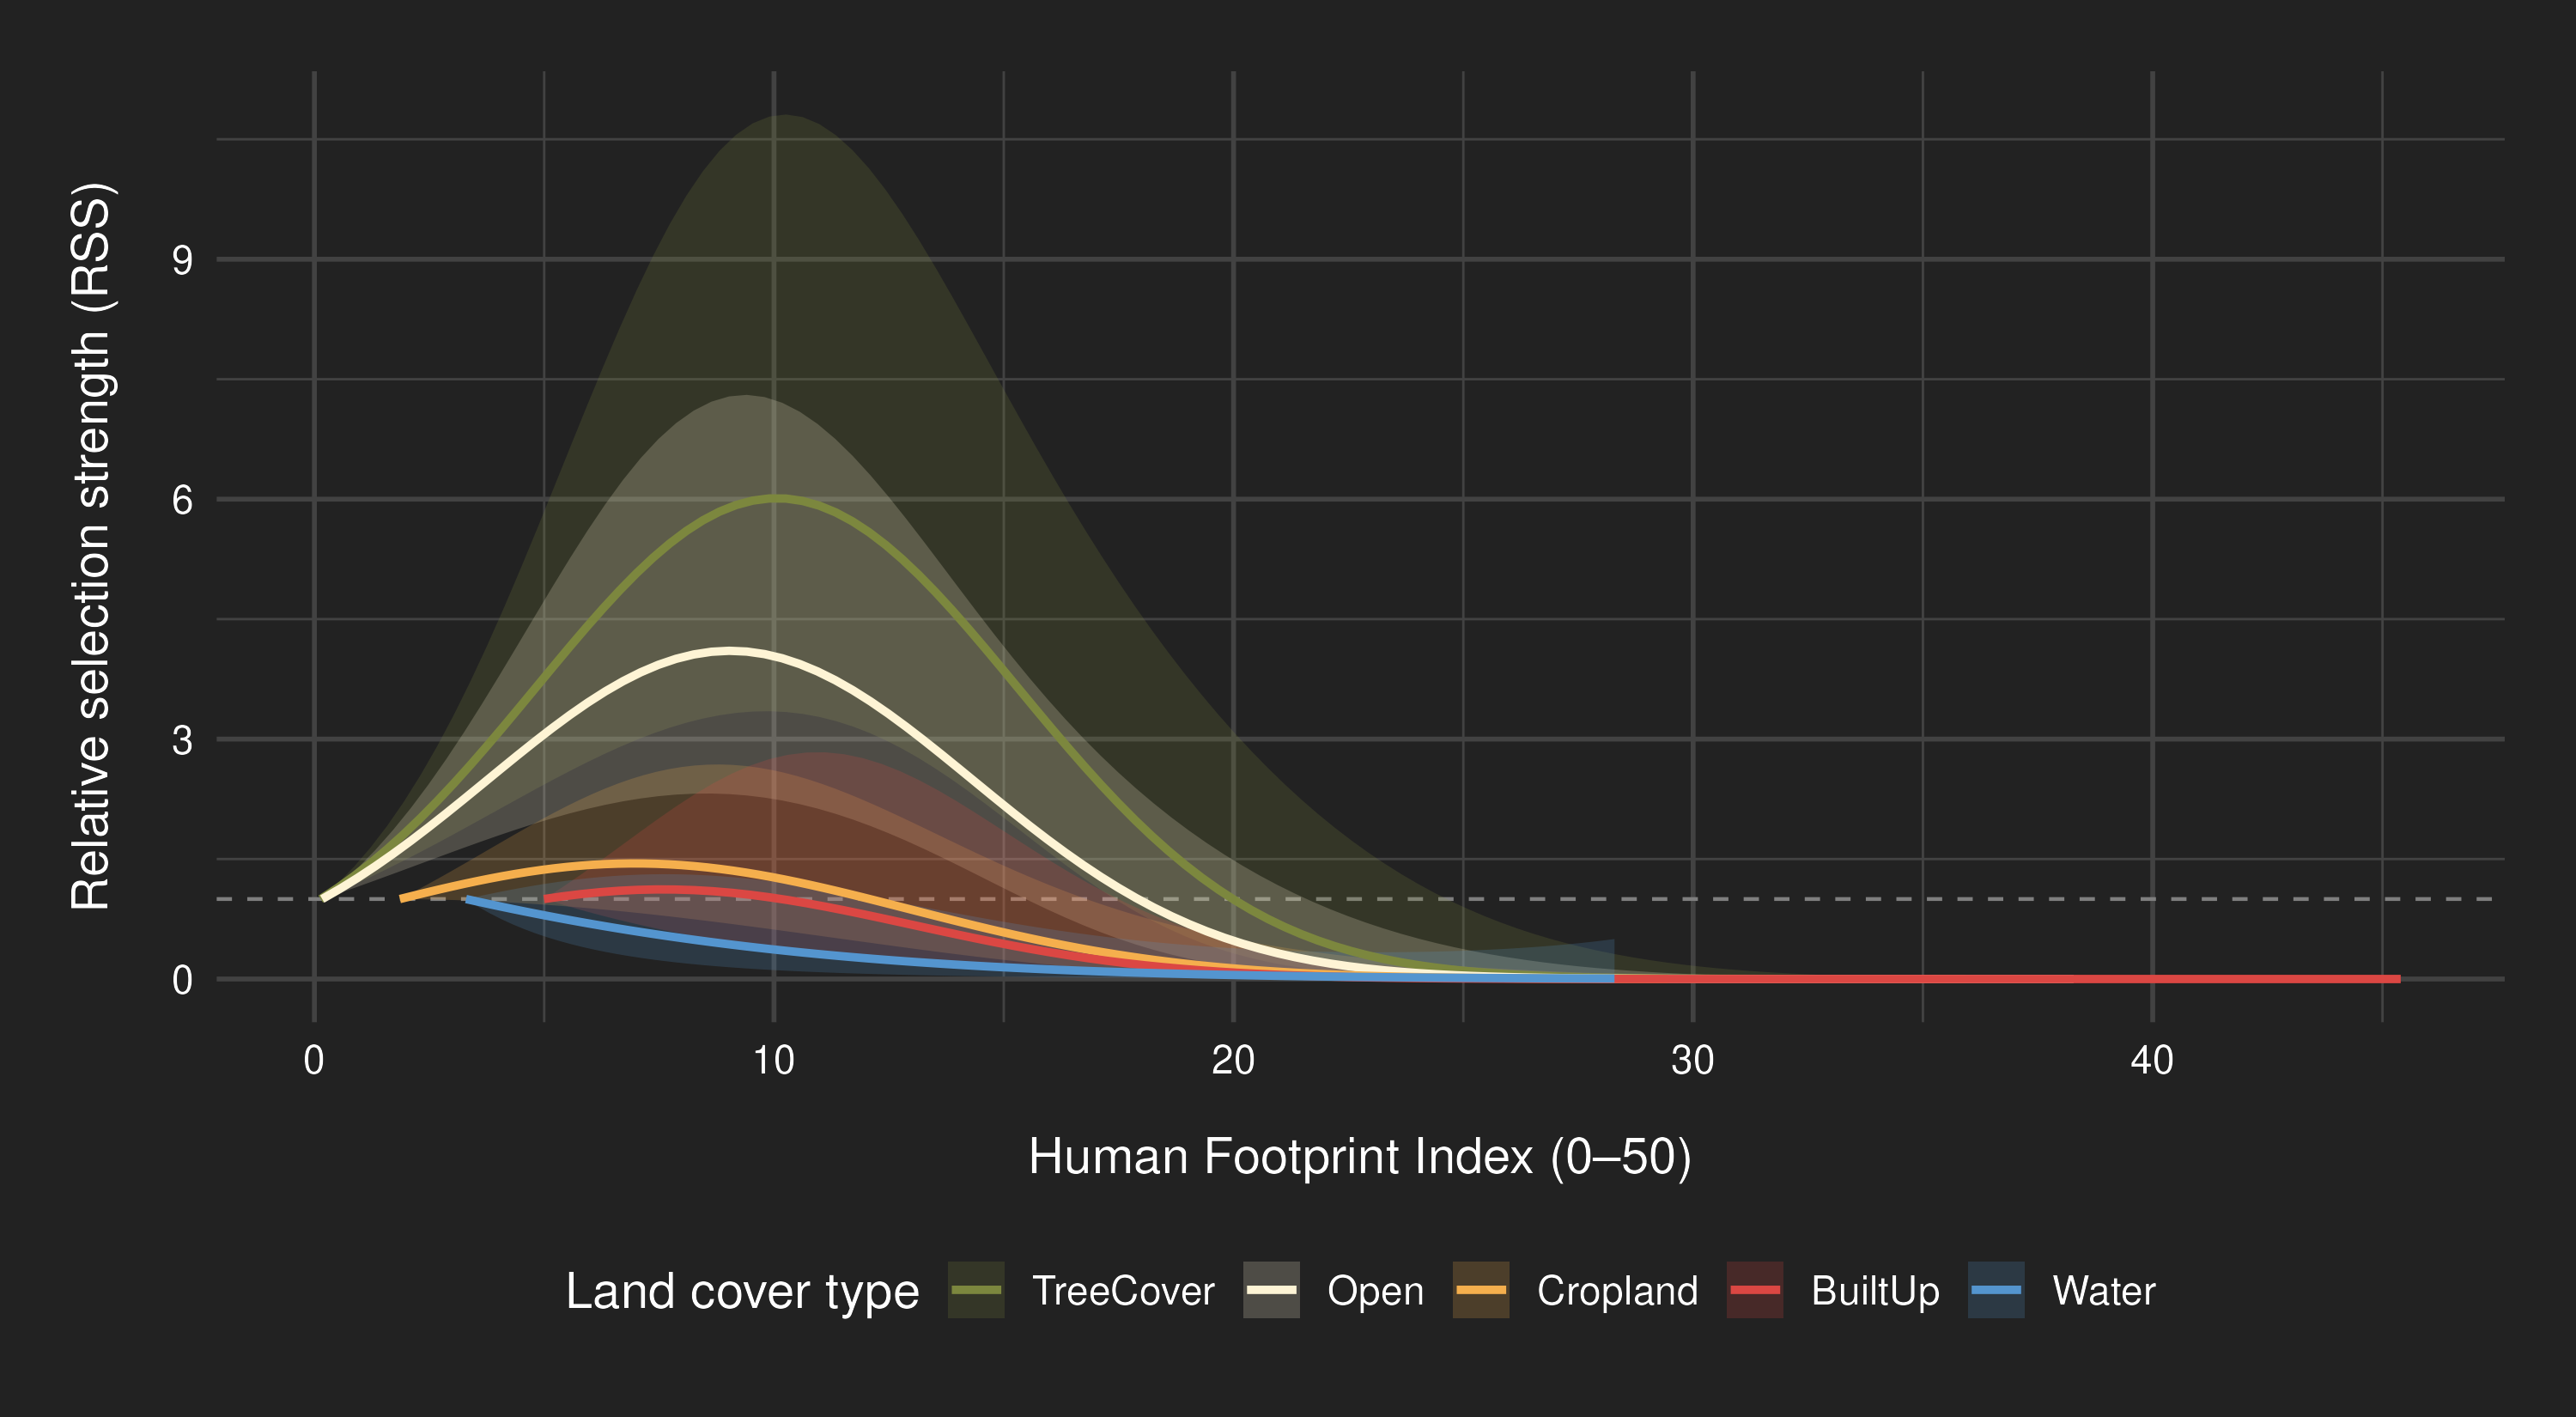 Relative selection strength (RSS)
9
6
3
0
0 10 20 30 40
Human Footprint Index (0–50)
Land cover type TreeCover Open Cropland BuiltUp Water